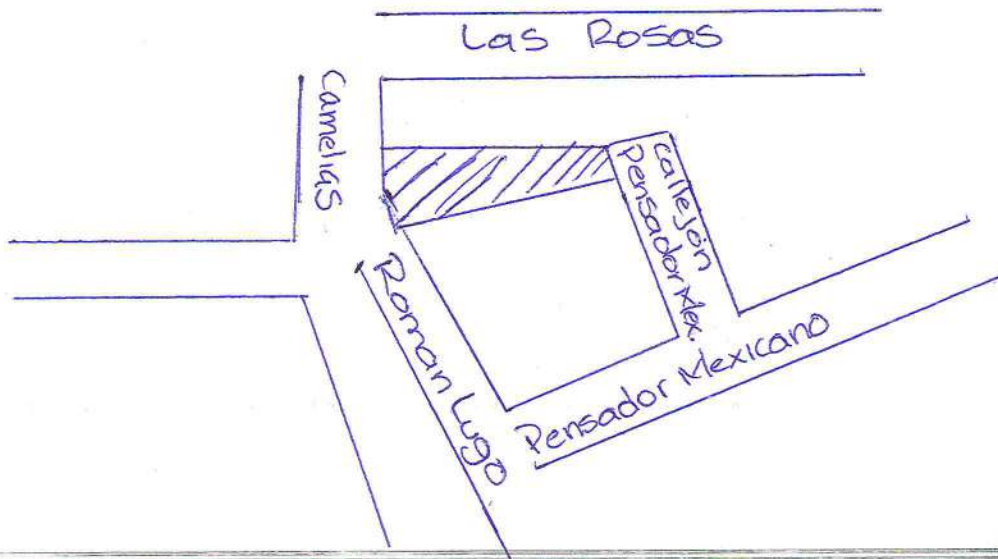 Las Rosas
Camelias
Callejón
Pensador Mex.
Roman Lugo
Pensador Mexicano